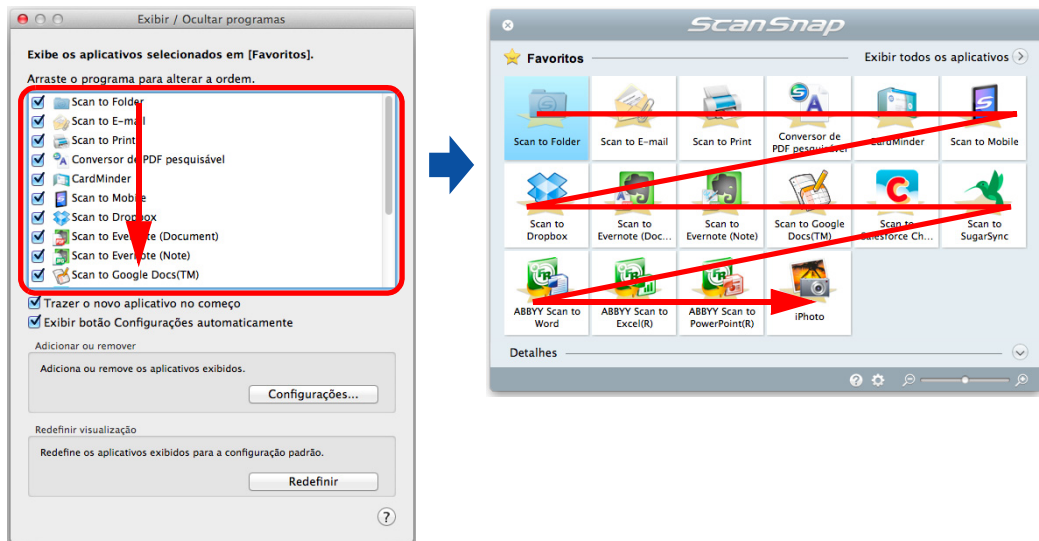 Exibir / Ocultar programas
Exibe os aplicativos selecionados em [Favoritos].
Arraste o programa para alterar a ordem.
Scan to Folder
Scan to E-mail
Scan to Print
Conversor de PDF pesquisável
CardMinder
Scan to Mobile
Scan to Dropbox
Scan to Evernote (Document)
Scan to Evernote (Note)
Scan to Google Docs(TM)
Trazer o novo aplicativo no começo
Exibir botão Configurações automaticamente
Adicionar ou remover
Adiciona ou remove os aplicativos exibidos.
Configurações...
Redefinir visualização
Redefine os aplicativos exibidos para a configuração padrão.
Redefinir
?
ScanSnap
Favoritos
Exibir todos os aplicativos
Scan to Folder
Scan to E-mail
Scan to Print
Conversor de
PDF pesquisável
CardMinder
Scan to Mobile
Scan to
Dropbox
Scan to
Evernote (Doc...
Scan to
Evernote (Note)
Scan to Google
Docs(TM)
Scan to
Salesforce Ch...
Scan to
SugarSync
ABBYY Scan to
Word
ABBYY Scan to
Excel(R)
ABBYY Scan to
PowerPoint(R)
iPhoto
Detalhes